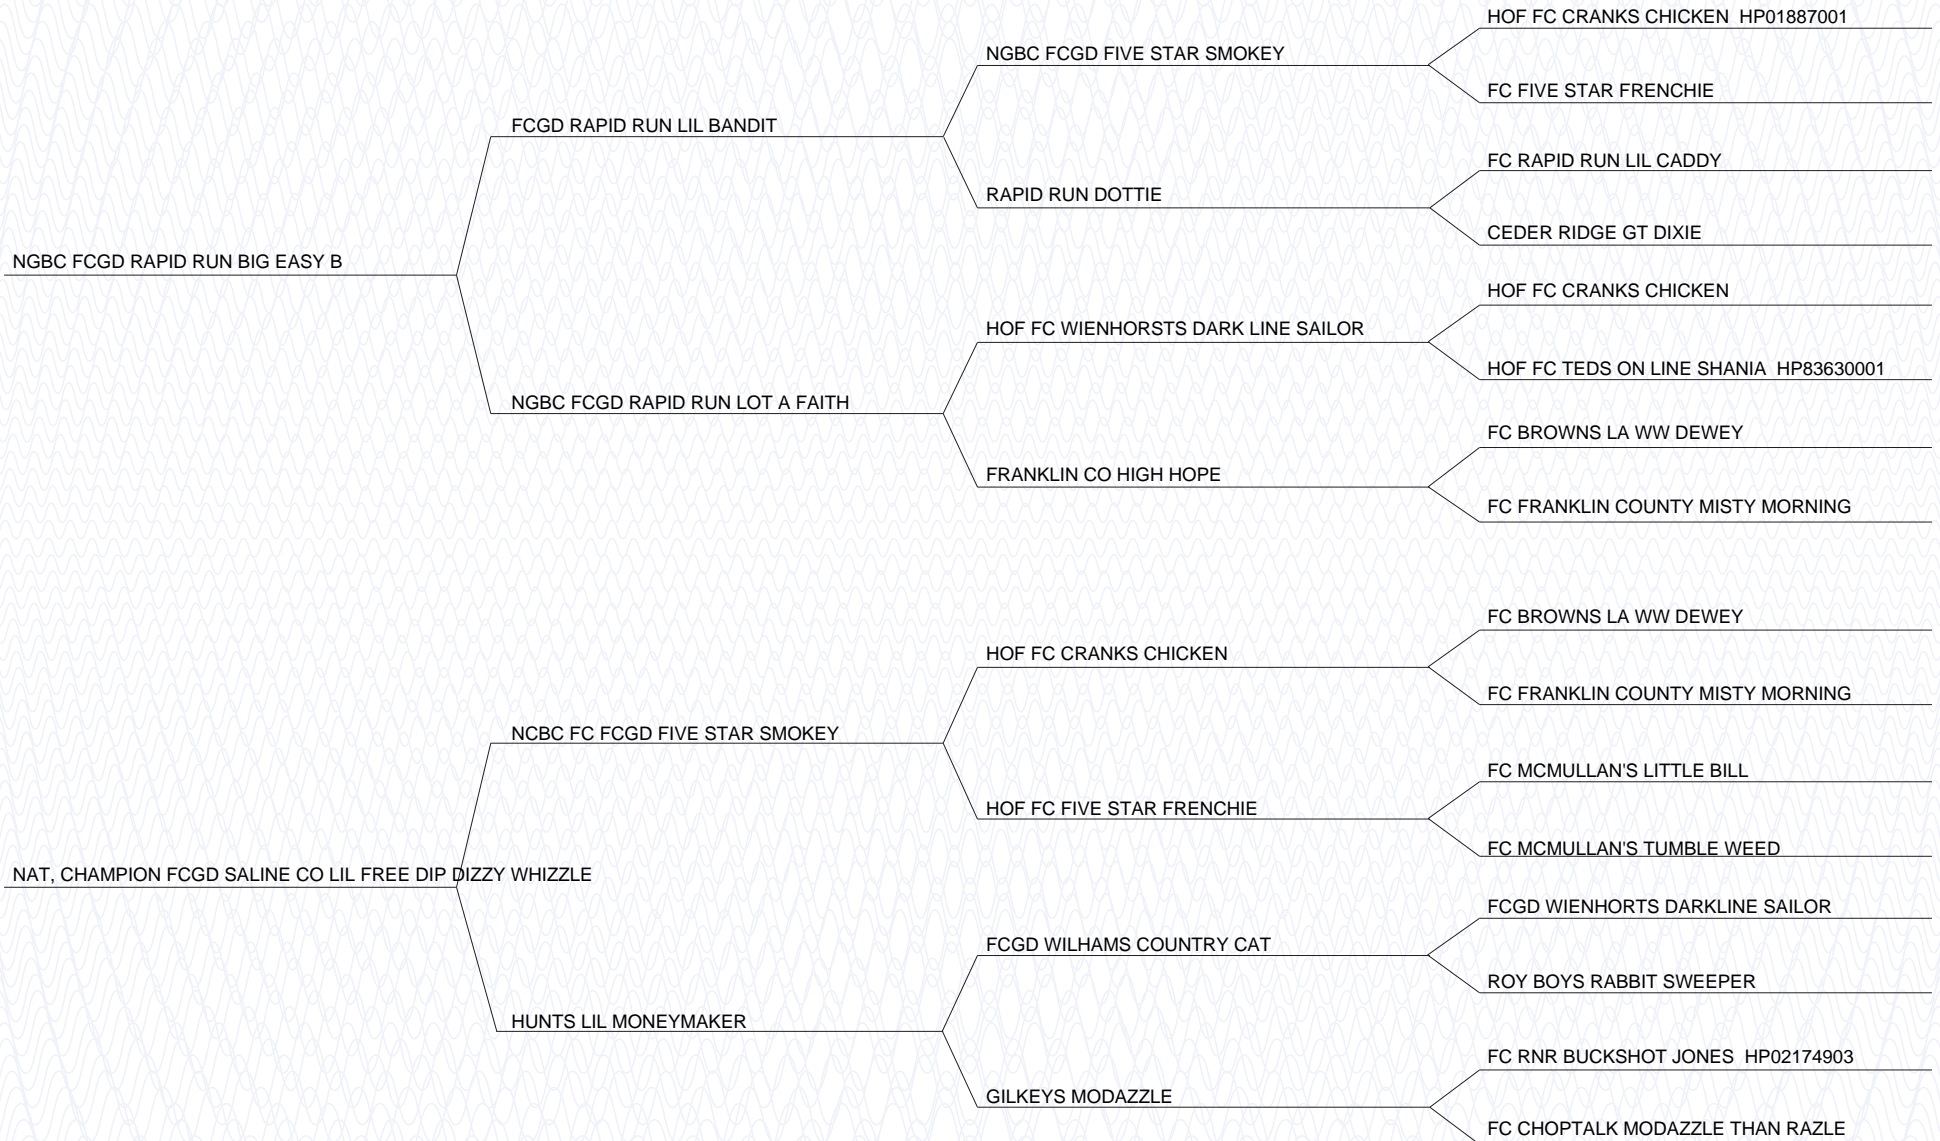 HOF FC CRANKS CHICKEN  HP01887001
NGBC FCGD FIVE STAR SMOKEY
FC FIVE STAR FRENCHIE
FCGD RAPID RUN LIL BANDIT
FC RAPID RUN LIL CADDY
RAPID RUN DOTTIE
CEDER RIDGE GT DIXIE
NGBC FCGD RAPID RUN BIG EASY B
HOF FC CRANKS CHICKEN
HOF FC WIENHORSTS DARK LINE SAILOR
HOF FC TEDS ON LINE SHANIA  HP83630001
NGBC FCGD RAPID RUN LOT A FAITH
FC BROWNS LA WW DEWEY
FRANKLIN CO HIGH HOPE
FC FRANKLIN COUNTY MISTY MORNING
FC BROWNS LA WW DEWEY
HOF FC CRANKS CHICKEN
FC FRANKLIN COUNTY MISTY MORNING
NCBC FC FCGD FIVE STAR SMOKEY
FC MCMULLAN'S LITTLE BILL
HOF FC FIVE STAR FRENCHIE
FC MCMULLAN'S TUMBLE WEED
NAT, CHAMPION FCGD SALINE CO LIL FREE DIP DIZZY WHIZZLE
FCGD WIENHORTS DARKLINE SAILOR
FCGD WILHAMS COUNTRY CAT
ROY BOYS RABBIT SWEEPER
HUNTS LIL MONEYMAKER
FC RNR BUCKSHOT JONES  HP02174903
GILKEYS MODAZZLE
FC CHOPTALK MODAZZLE THAN RAZLE